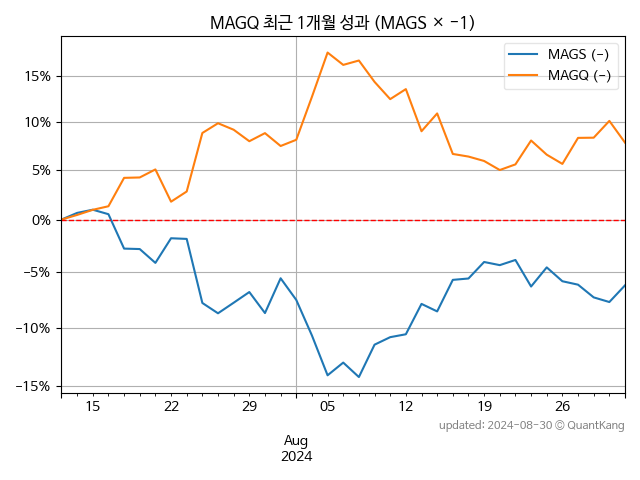 MAGQ 최근 1개월 성과 (MAGS × −1)
MAGS (-)
MAGQ (-)
15%
10%
5%
0%
−5%
−10%
−15%
15 22 29 05 12 19 26
Aug
2024
updated: 2024-08-30 © QuantKang